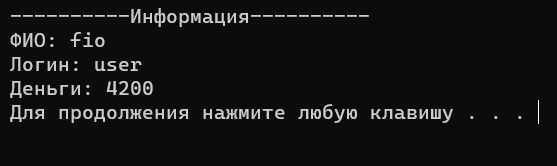 ----------Информация----------
ФИО: fio
Логин: user
Деньги: 4200
Для продолжения нажмите любую клавишу . . .